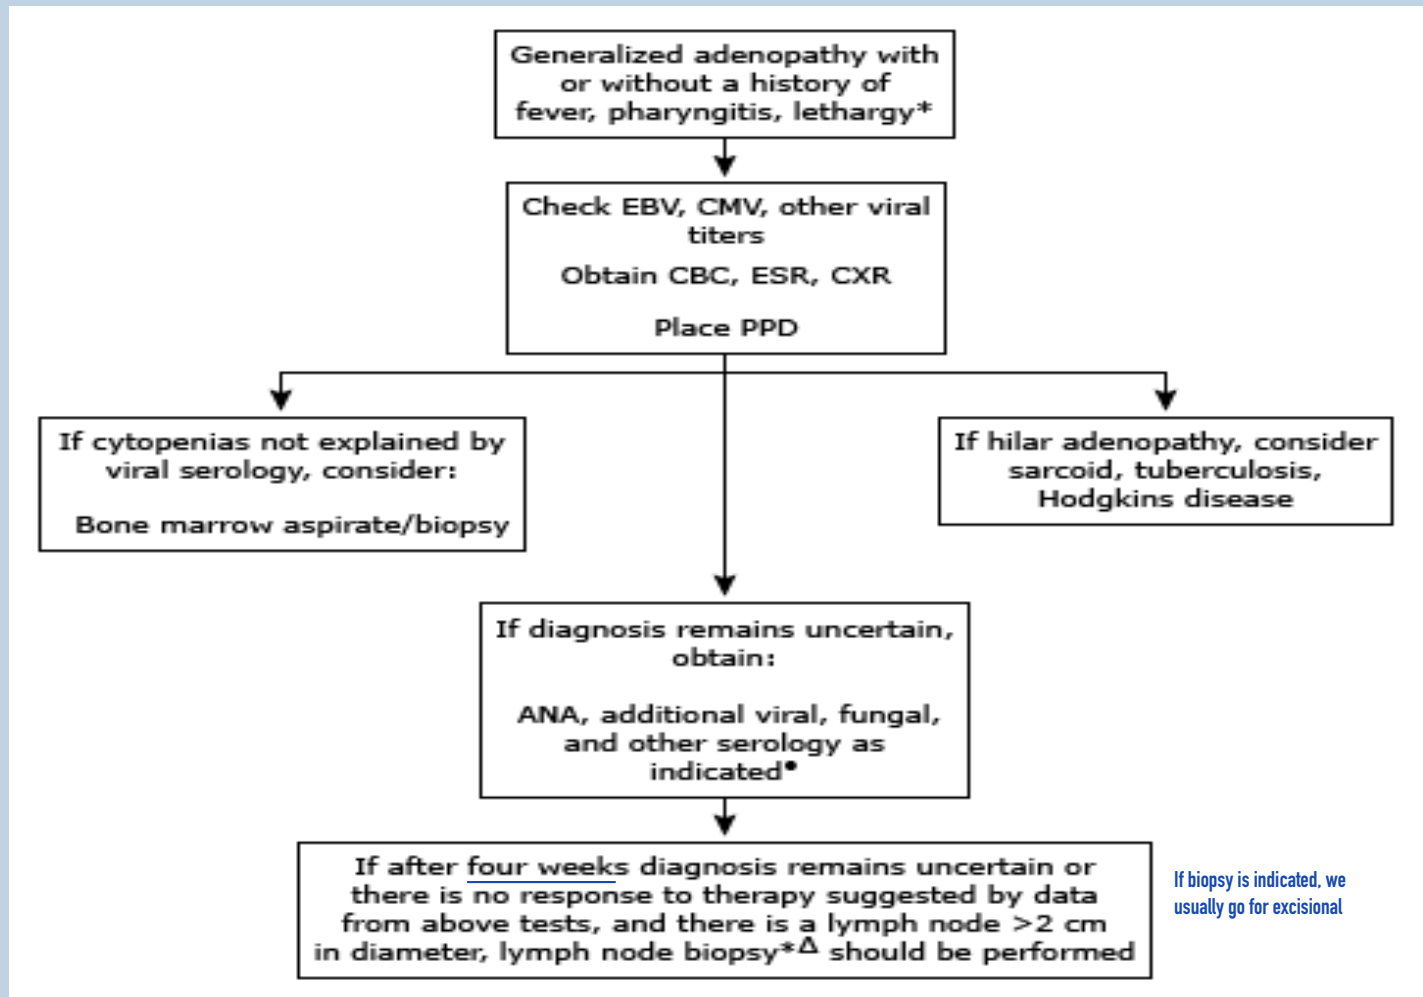 Generalized adenopathy with
or without a history of
fever, pharyngitis, lethargy*
Check EBV, CMV, other viral
titers
Obtain CBC, ESR, CXR
Place PPD
If cytopenias not explained by
viral serology, consider:
Bone marrow aspirate/biopsy
If hilar adenopathy, consider
sarcoid, tuberculosis,
Hodgkins disease
If diagnosis remains uncertain,
obtain:
ANA, additional viral, fungal,
and other serology as
indicated•
If after four weeks diagnosis remains uncertain or
there is no response to therapy suggested by data
from above tests, and there is a lymph node >2 cm
in diameter, lymph node biopsy*Δ should be performed
If biopsy is indicated, we
usually go for excisional